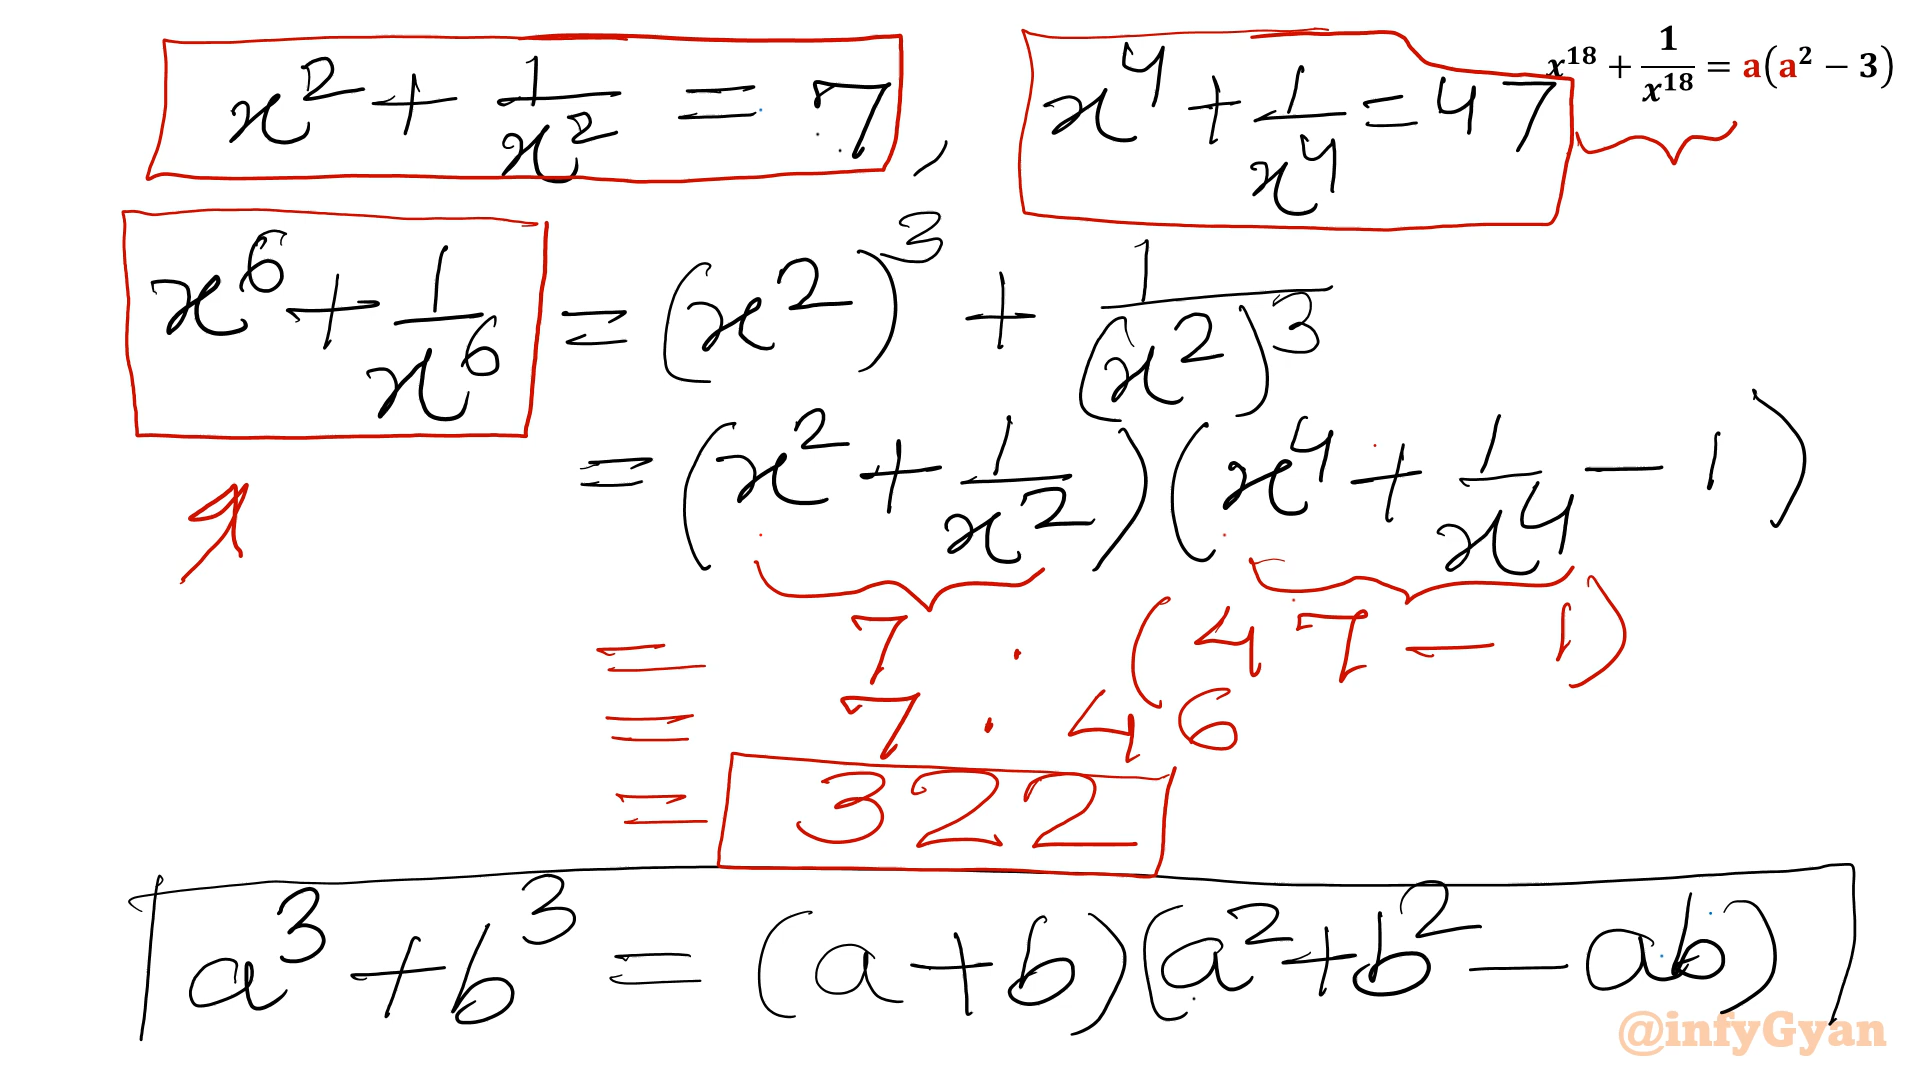 x² + 1/x² = 7, x⁴ + 1/x⁴ = 47
x¹⁸ + 1/x¹⁸ = a(a² − 3)
x⁶ + 1/x⁶ = (x²)³ + 1/(x²)³
= (x² + 1/x²)(x⁴ + 1/x⁴ − 1)
= 7 · (47 − 1)
= 7 · 46
= 322
a³ + b³ = (a + b)(a² + b² − ab)
@infyGyan